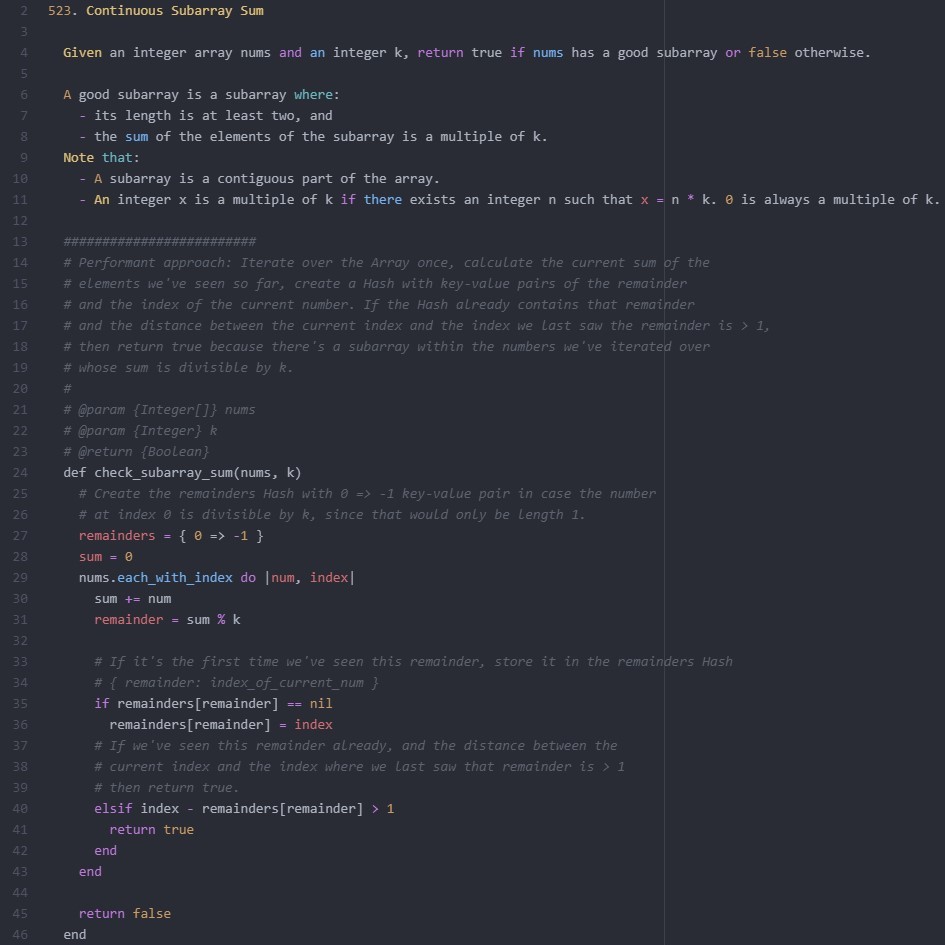 2 523. Continuous Subarray Sum
3
4 Given an integer array nums and an integer k, return true if nums has a good subarray or false otherwise.
5
6 A good subarray is a subarray where:
7 - its length is at least two, and
8 - the sum of the elements of the subarray is a multiple of k.
9 Note that:
10 - A subarray is a contiguous part of the array.
11 - An integer x is a multiple of k if there exists an integer n such that x = n * k. 0 is always a multiple of k.
12
13 #########################
14 # Performant approach: Iterate over the Array once, calculate the current sum of the
15 # elements we've seen so far, create a Hash with key-value pairs of the remainder
16 # and the index of the current number. If the Hash already contains that remainder
17 # and the distance between the current index and the index we last saw the remainder is > 1,
18 # then return true because there's a subarray within the numbers we've iterated over
19 # whose sum is divisible by k.
20 #
21 # @param {Integer[]} nums
22 # @param {Integer} k
23 # @return {Boolean}
24 def check_subarray_sum(nums, k)
25 # Create the remainders Hash with 0 => -1 key-value pair in case the number
26 # at index 0 is divisible by k, since that would only be length 1.
27 remainders = { 0 => -1 }
28 sum = 0
29 nums.each_with_index do |num, index|
30 sum += num
31 remainder = sum % k
32
33 # If it's the first time we've seen this remainder, store it in the remainders Hash
34 # { remainder: index_of_current_num }
35 if remainders[remainder] == nil
36 remainders[remainder] = index
37 # If we've seen this remainder already, and the distance between the
38 # current index and the index where we last saw that remainder is > 1
39 # then return true.
40 elsif index - remainders[remainder] > 1
41 return true
42 end
43 end
44
45 return false
46 end